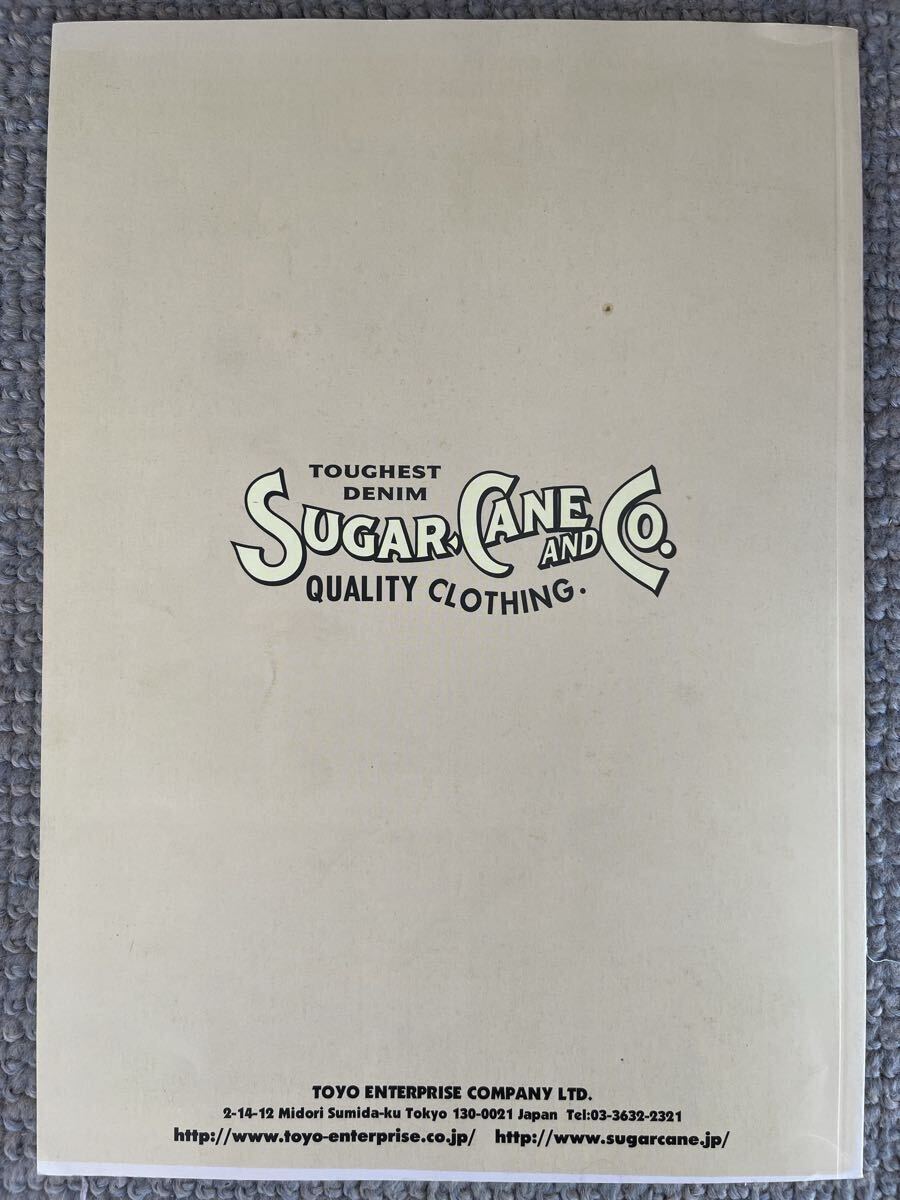 TOUGHEST
DENIM
SUGAR CANE AND CO.
QUALITY CLOTHING.
TOYO ENTERPRISE COMPANY LTD.
2-14-12 Midori Sumida-ku Tokyo 130-0021 Japan Tel:03-3632-2321
http://www.toyo-enterprise.co.jp/ http://www.sugarcane.jp/